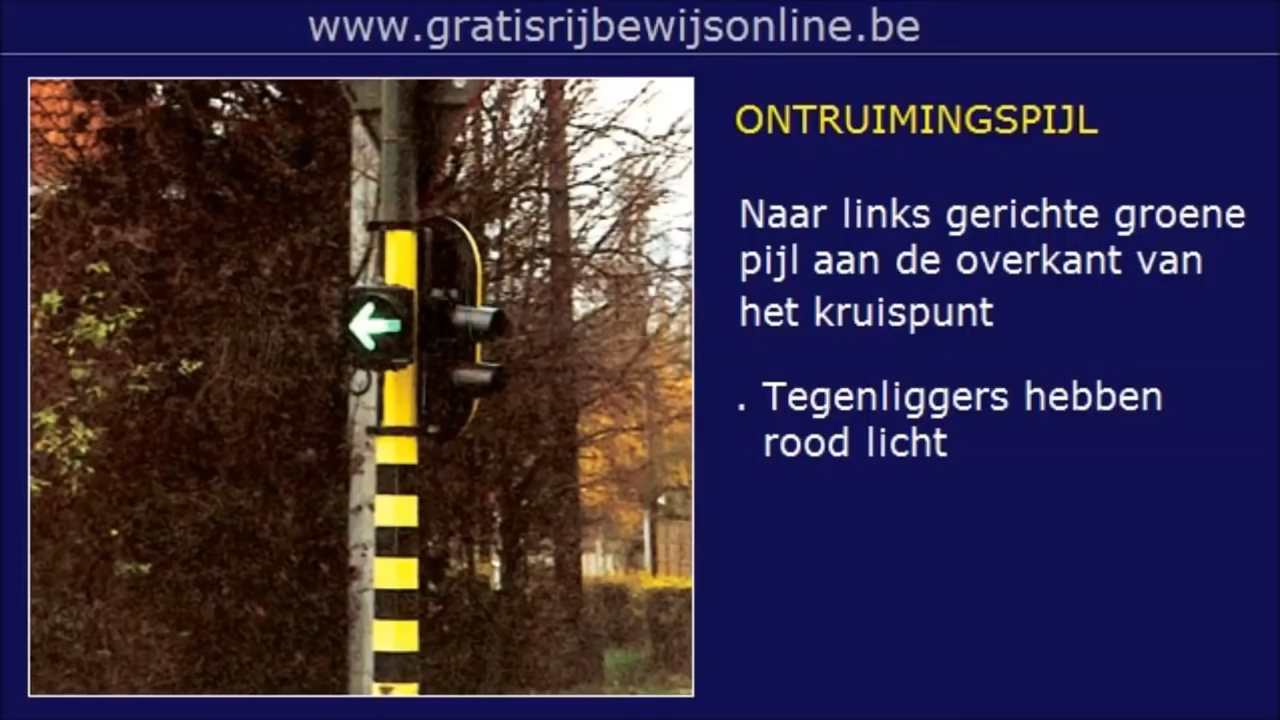 www.gratisrijbewijsonline.be
ONTRUIMINGSPIJL
Naar links gerichte groene
pijl aan de overkant van
het kruispunt
. Tegenliggers hebben
rood licht